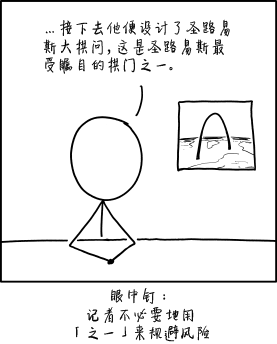 ...接下去他便设计了圣路易
斯大拱门,这是圣路易斯最
受瞩目的拱门之一。
眼中钉:
记者不必要地用
「之一」来规避风险